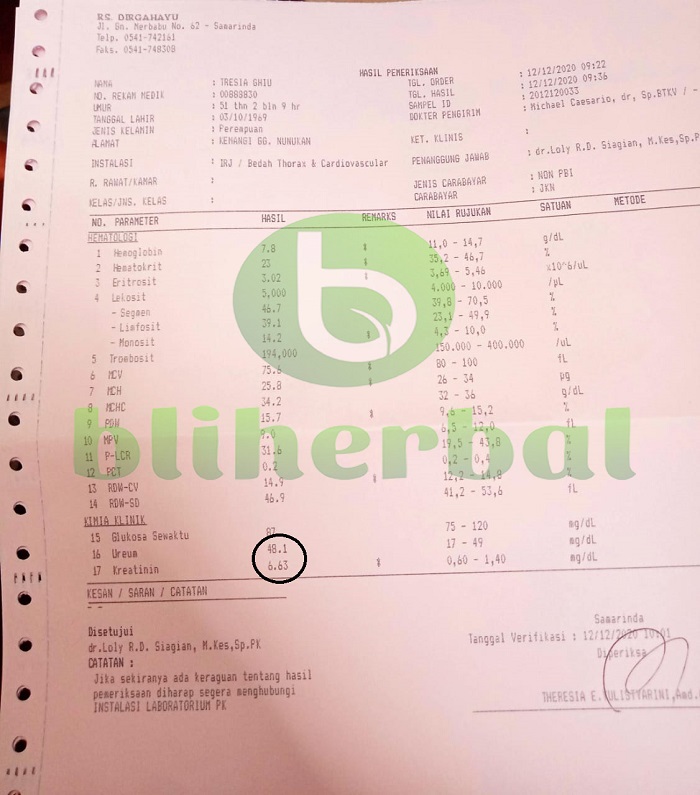 RS. DIRGAHAYU
Jl. Gn. Merbabu No. 62 - Samarinda
Telp. 0541-742161
Faks. 0541-748308
HASIL PEMERIKSAAN
NAMA : TRESIA GHIU
NO. REKAM MEDIK : 00883830
UMUR : 51 thn 2 bln 9 hr
TANGGAL LAHIR : 03/10/1969
JENIS KELAMIN : Perempuan
ALAMAT : KEMANGI GG. NUNUKAN
INSTALASI : IRJ / Bedah Thorax & Cardiovascular
R. RAWAT/KAMAR :
KELAS/JNS. KELAS :
TGL. ORDER : 12/12/2020 09:22
TGL. HASIL : 12/12/2020 09:36
SAMPEL ID : 2012120033
DOKTER PENGIRIM : Michael Caesario, dr, Sp.BTKV / -
KET. KLINIS :
PENANGGUNG JAWAB : dr.Loly R.D. Siagian, M.Kes,Sp.P
JENIS CARABAYAR : NON PBI
CARABAYAR : JKN
NO. PARAMETER HASIL REMARKS NILAI RUJUKAN SATUAN METODE
HEMATOLOGI
1 Hemoglobin 7.8 * 11,0 - 14,7 g/dL
2 Hematokrit 23 * 35,2 - 46,7 %
3 Eritrosit 3.02 * 3,69 - 5,46 x10^6/uL
4 Lekosit 5,000 4.000 - 10.000 /μL
- Segmen 46.7 39,8 - 70,5 %
- Limfosit 39.1 23,1 - 49,9 %
- Monosit 14.2 * 4,3 - 10,0 %
5 Trombosit 194,000 150.000 - 400.000 /uL
6 MCV 75.6 * 80 - 100 fL
7 MCH 25.8 * 26 - 34 pg
8 MCHC 34.2 32 - 36 g/dL
9 PDW 15.7 * 9,6 - 15,2 %
10 MPV 9.0 6,5 - 12,0 fL
11 P-LCR 31.6 19,5 - 43,8 %
12 PCT 0.2 0,2 - 0,4 %
13 RDW-CV 14.9 * 12,2 - 14,8 %
14 RDW-SD 46.9 41,2 - 53,6 fL
KIMIA KLINIK
15 Glukosa Sewaktu 87 75 - 120 mg/dL
16 Ureum 48.1 17 - 49 mg/dL
17 Kreatinin 6.63 * 0,60 - 1,40 mg/dL
KESAN / SARAN / CATATAN
- -
Disetujui
dr.Loly R.D. Siagian, M.Kes,Sp.PK
CATATAN :
Jika sekiranya ada keraguan tentang hasil
pemeriksaan diharap segera menghubungi
INSTALASI LABORATORIUM PK
Samarinda
Tanggal Verifikasi : 12/12/2020 10:01
Diperiksa
THERESIA E.
bliherbal